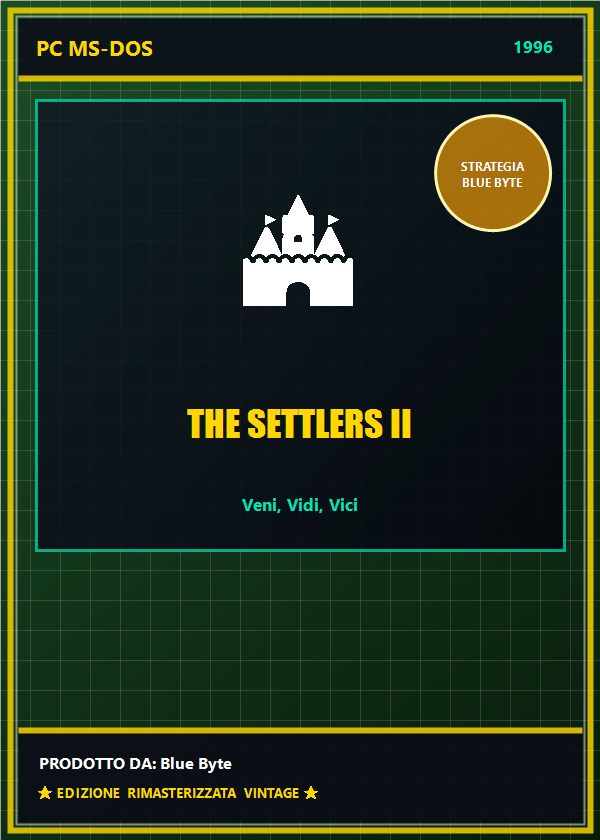 PC MS-DOS
1996
STRATEGIA
BLUE BYTE
THE SETTLERS II
Veni, Vidi, Vici
PRODOTTO DA: Blue Byte
★ EDIZIONE RIMASTERIZZATA VINTAGE ★